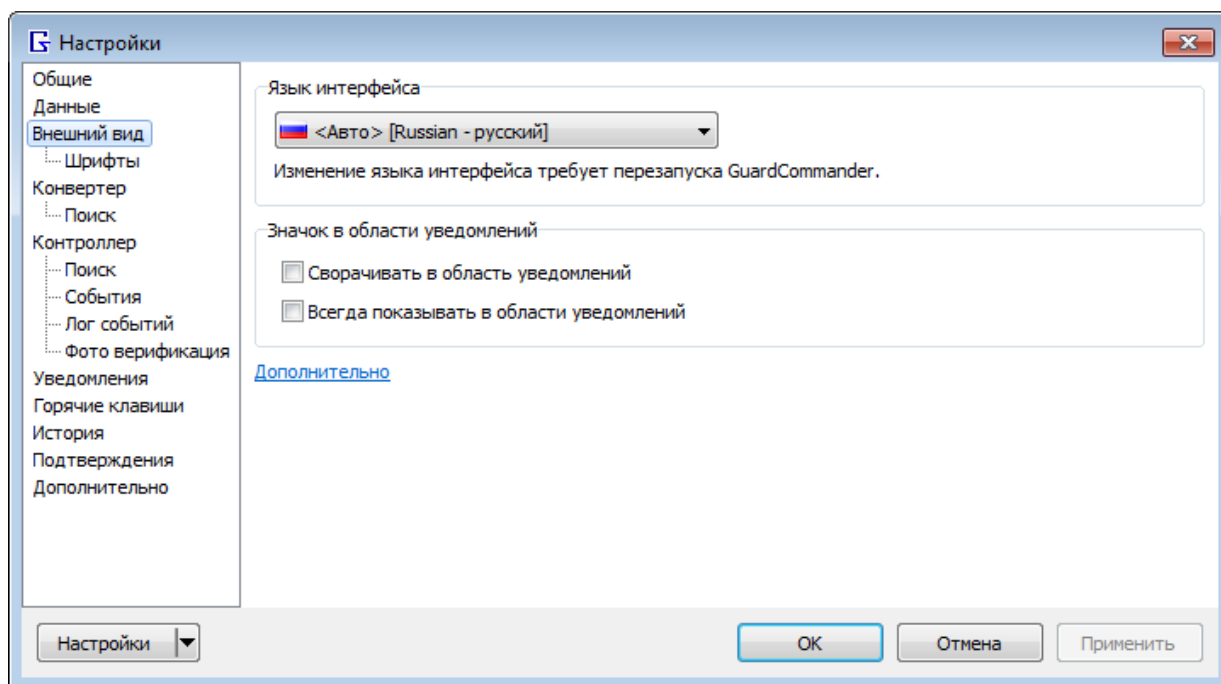 Настройки
Общие
Данные
Внешний вид
Шрифты
Конвертер
Поиск
Контроллер
Поиск
События
Лог событий
Фото верификация
Уведомления
Горячие клавиши
История
Подтверждения
Дополнительно
Язык интерфейса
<Авто> [Russian - русский]
Изменение языка интерфейса требует перезапуска GuardCommander.
Значок в области уведомлений
Сворачивать в область уведомлений
Всегда показывать в области уведомлений
Дополнительно
Настройки
OK
Отмена
Применить